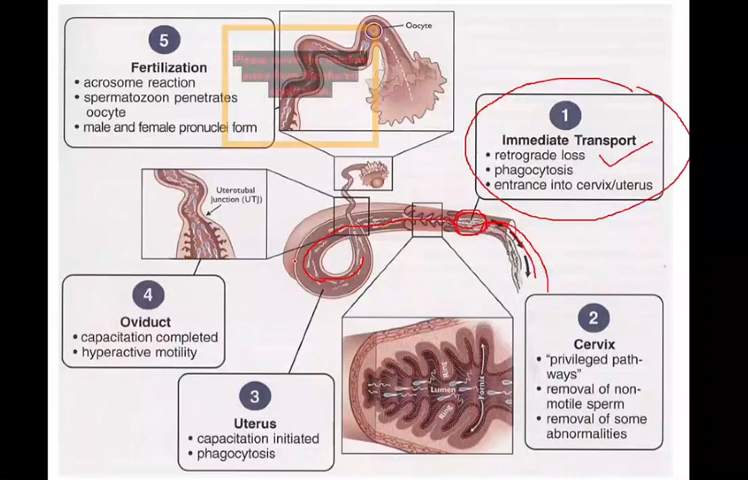 5
Fertilization
• acrosome reaction
• spermatozoon penetrates
oocyte
• male and female pronuclei form
Oocyte
1
Immediate Transport
• retrograde loss
• phagocytosis
• entrance into cervix/uterus
Uterotubal
Junction (UTJ)
4
Oviduct
• capacitation completed
• hyperactive motility
3
Uterus
• capacitation initiated
• phagocytosis
Ring
Lumen
Fornix
Ring
2
Cervix
• "privileged path-
ways"
• removal of non-
motile sperm
• removal of some
abnormalities